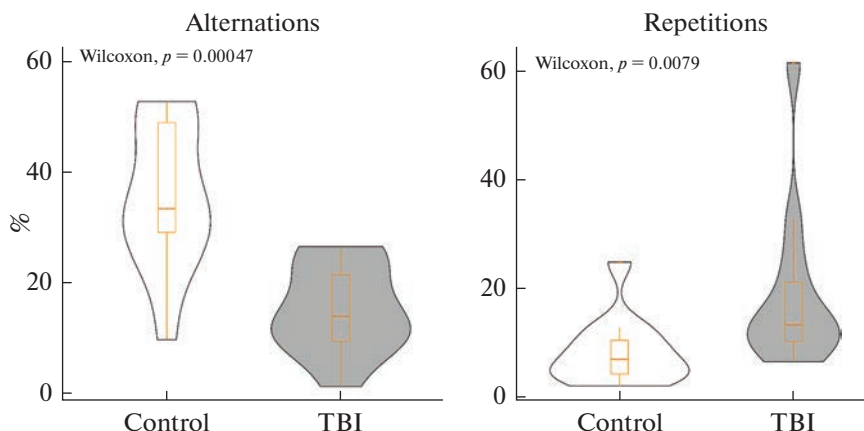 Alternations
Wilcoxon, p = 0.00047
60
40
20
0
%
Control TBI
Repetitions
Wilcoxon, p = 0.0079
60
40
20
0
Control TBI